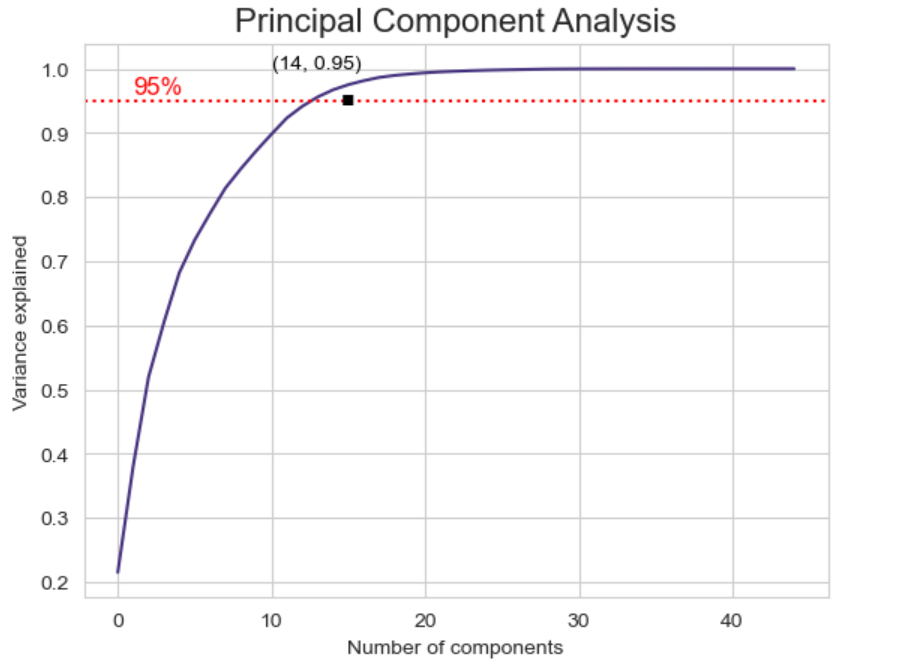 Principal Component Analysis
(14, 0.95)
95%
1.0
0.9
0.8
0.7
0.6
0.5
0.4
0.3
0.2
Variance explained
0 10 20 30 40
Number of components